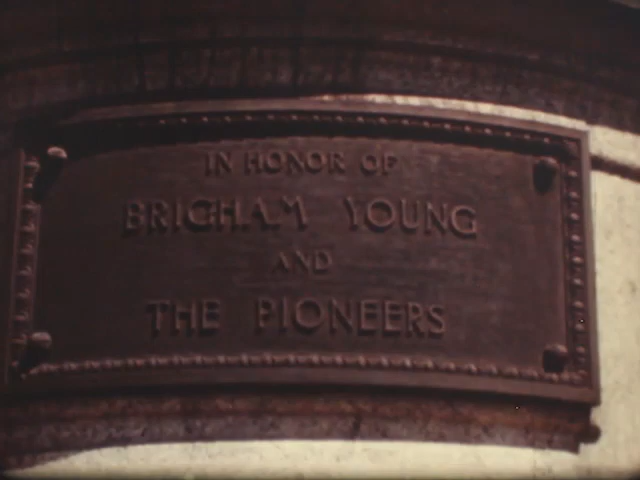 IN HONOR OF
BRIGHAM YOUNG
AND
THE PIONEERS